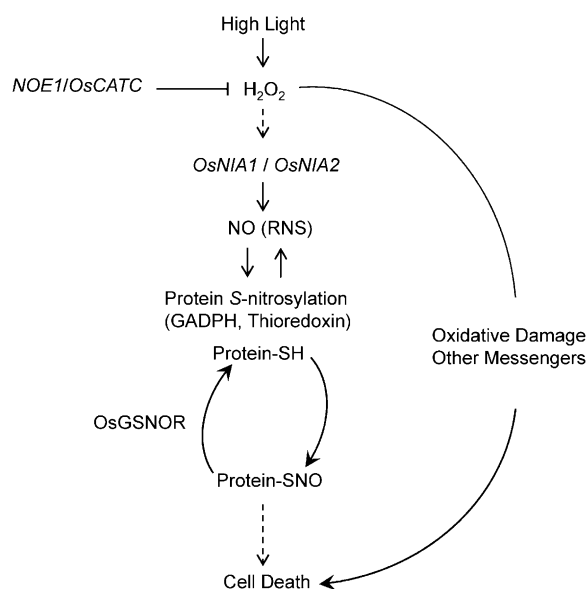 High Light
NOE1/OsCATC
H₂O₂
OsNIA1 / OsNIA2
NO (RNS)
Protein S-nitrosylation
(GADPH, Thioredoxin)
Protein-SH
Oxidative Damage
Other Messengers
OsGSNOR
Protein-SNO
Cell Death